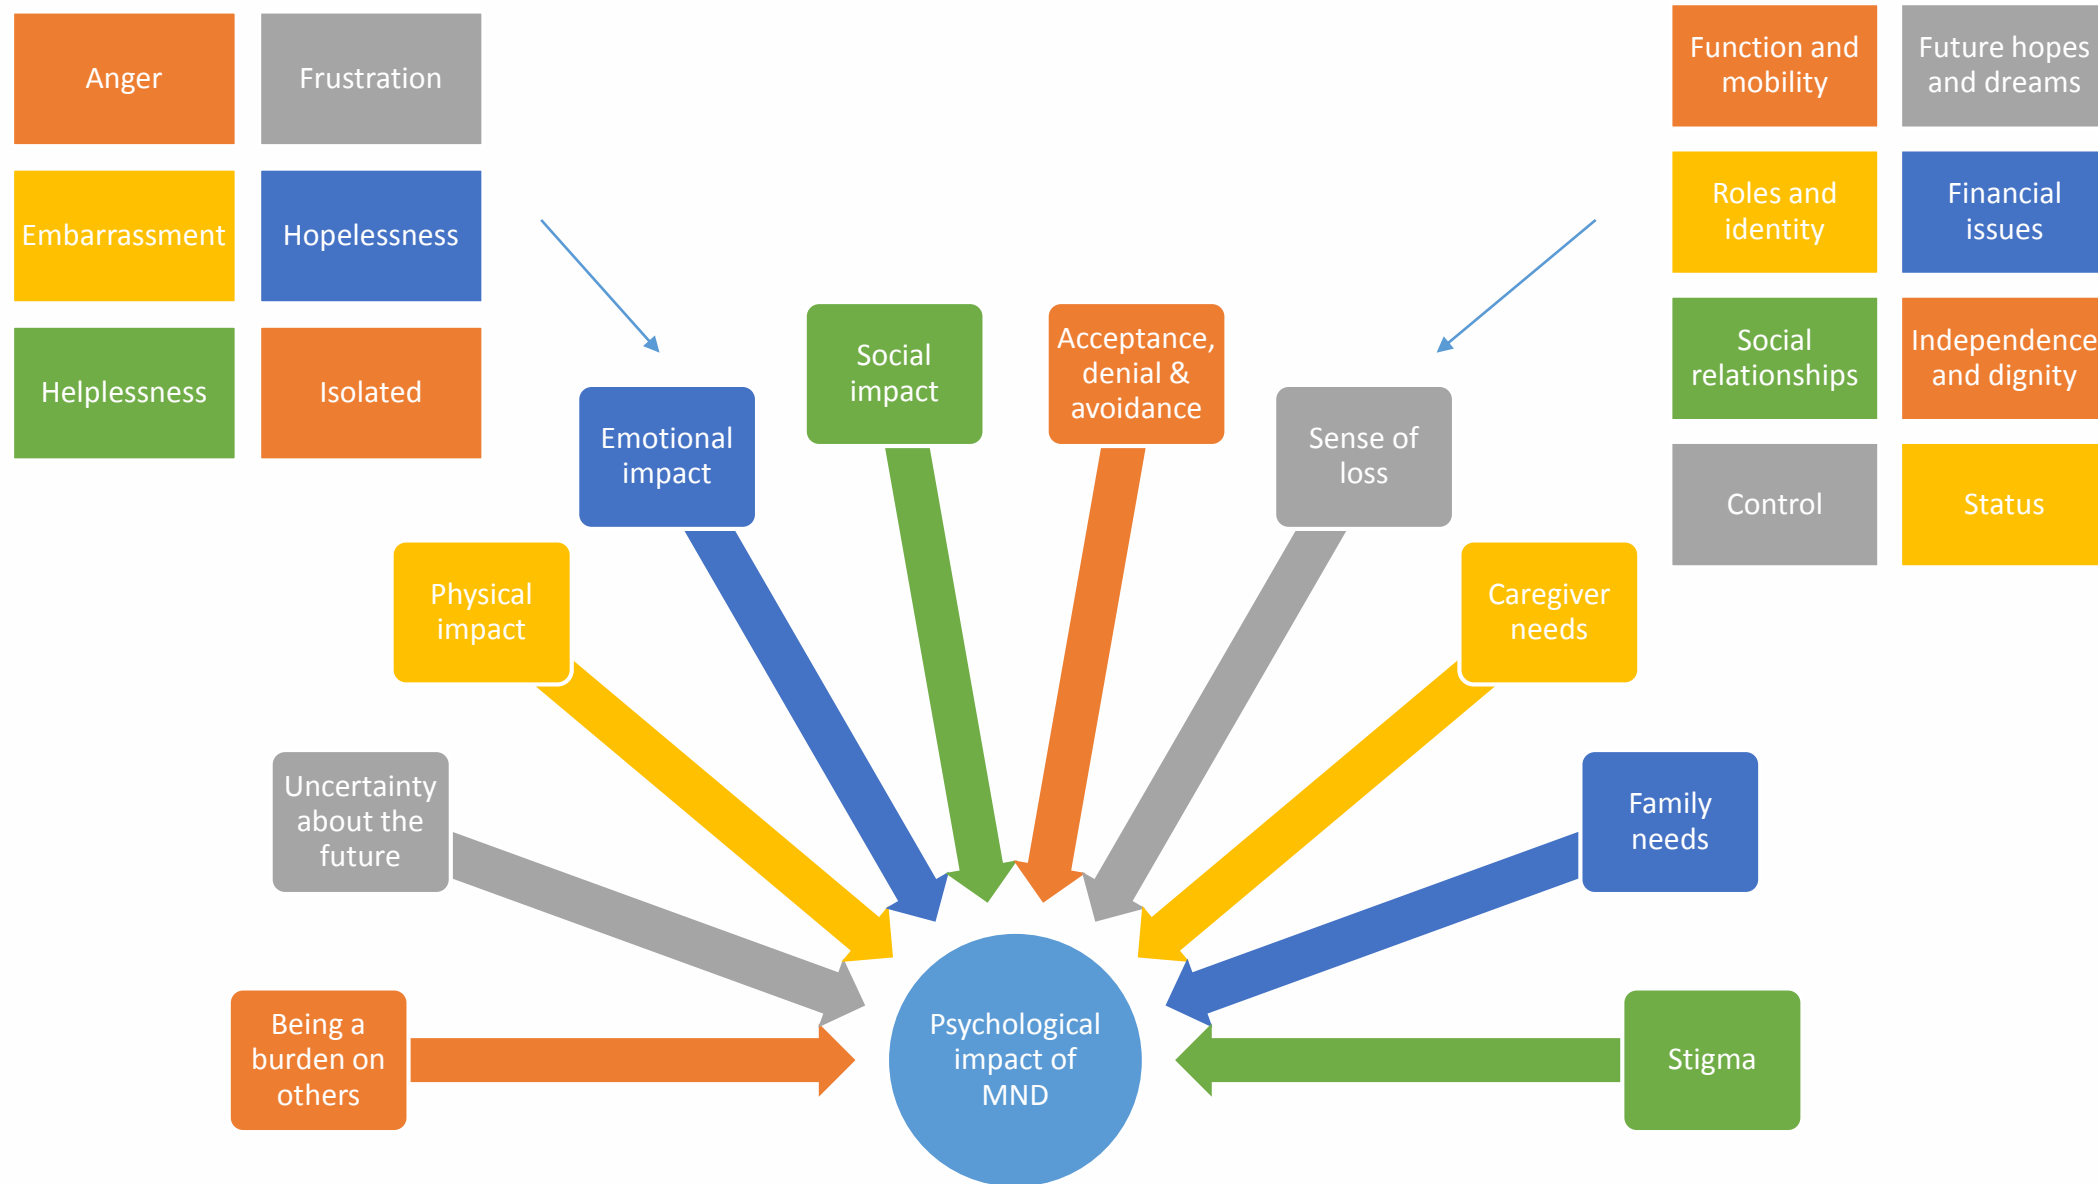 Anger
Frustration
Embarrassment
Hopelessness
Helplessness
Isolated
Function and
mobility
Future hopes
and dreams
Roles and
identity
Financial
issues
Social
relationships
Independence
and dignity
Control
Status
Being a
burden on
others
Uncertainty
about the
future
Physical
impact
Emotional
impact
Social
impact
Acceptance,
denial &
avoidance
Sense of
loss
Caregiver
needs
Family
needs
Stigma
Psychological
impact of
MND